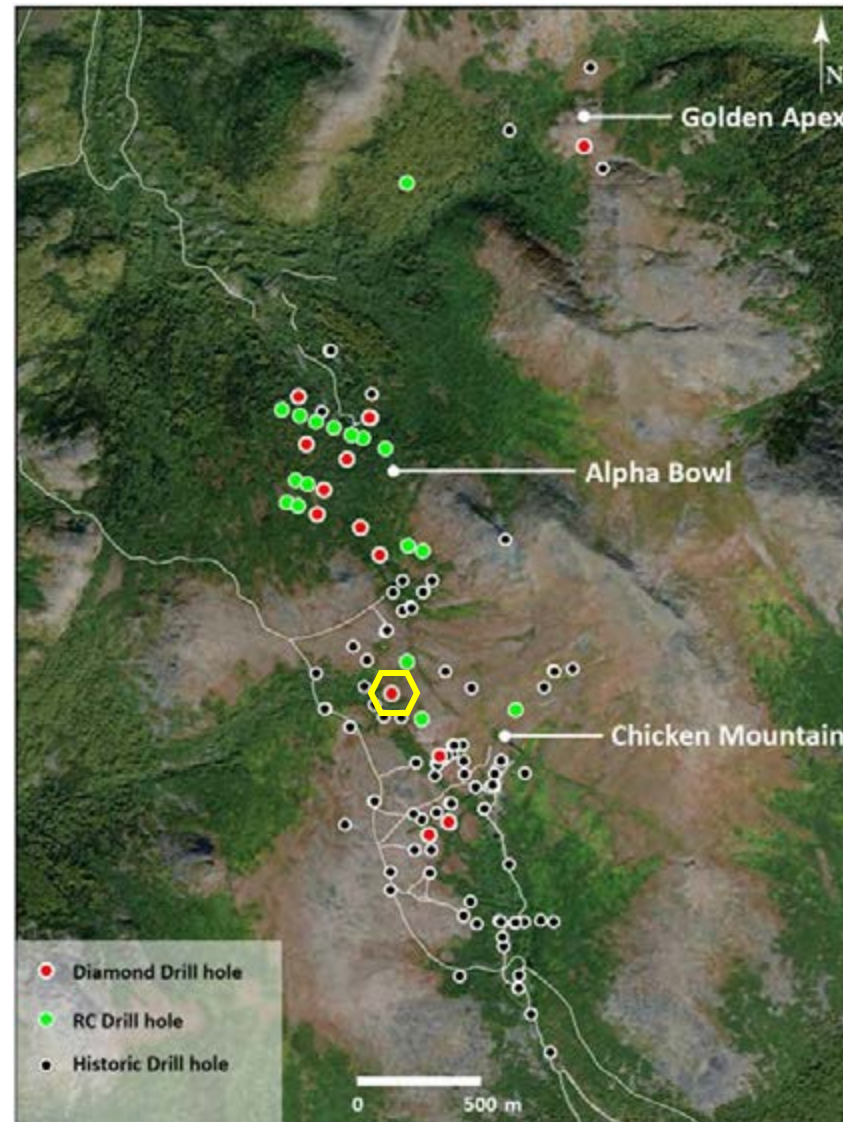 N
Golden Apex
Alpha Bowl
Chicken Mountain
Diamond Drill hole
RC Drill hole
Historic Drill hole
0 500 m